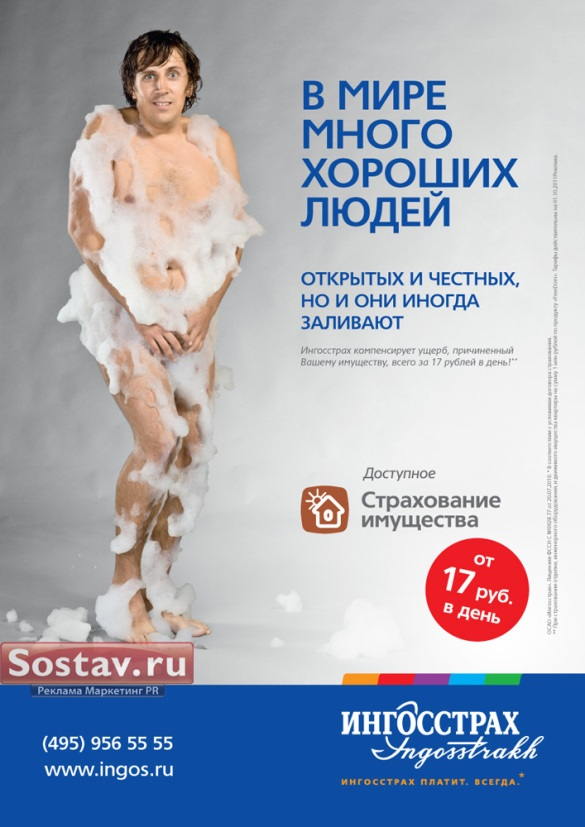 В МИРЕ
МНОГО
ХОРОШИХ
ЛЮДЕЙ
ОТКРЫТЫХ И ЧЕСТНЫХ,
НО И ОНИ ИНОГДА
ЗАЛИВАЮТ
Ингосстрах компенсирует ущерб, причиненный
Вашему имуществу, всего за 17 рублей в день!**
Доступное
Страхование
имущества
от
17 руб.
в день
Sostav.ru
Реклама Маркетинг PR
(495) 956 55 55
www.ingos.ru
ИНГОССТРАХ
Ingosstrakh
ИНГОССТРАХ ПЛАТИТ. ВСЕГДА.*